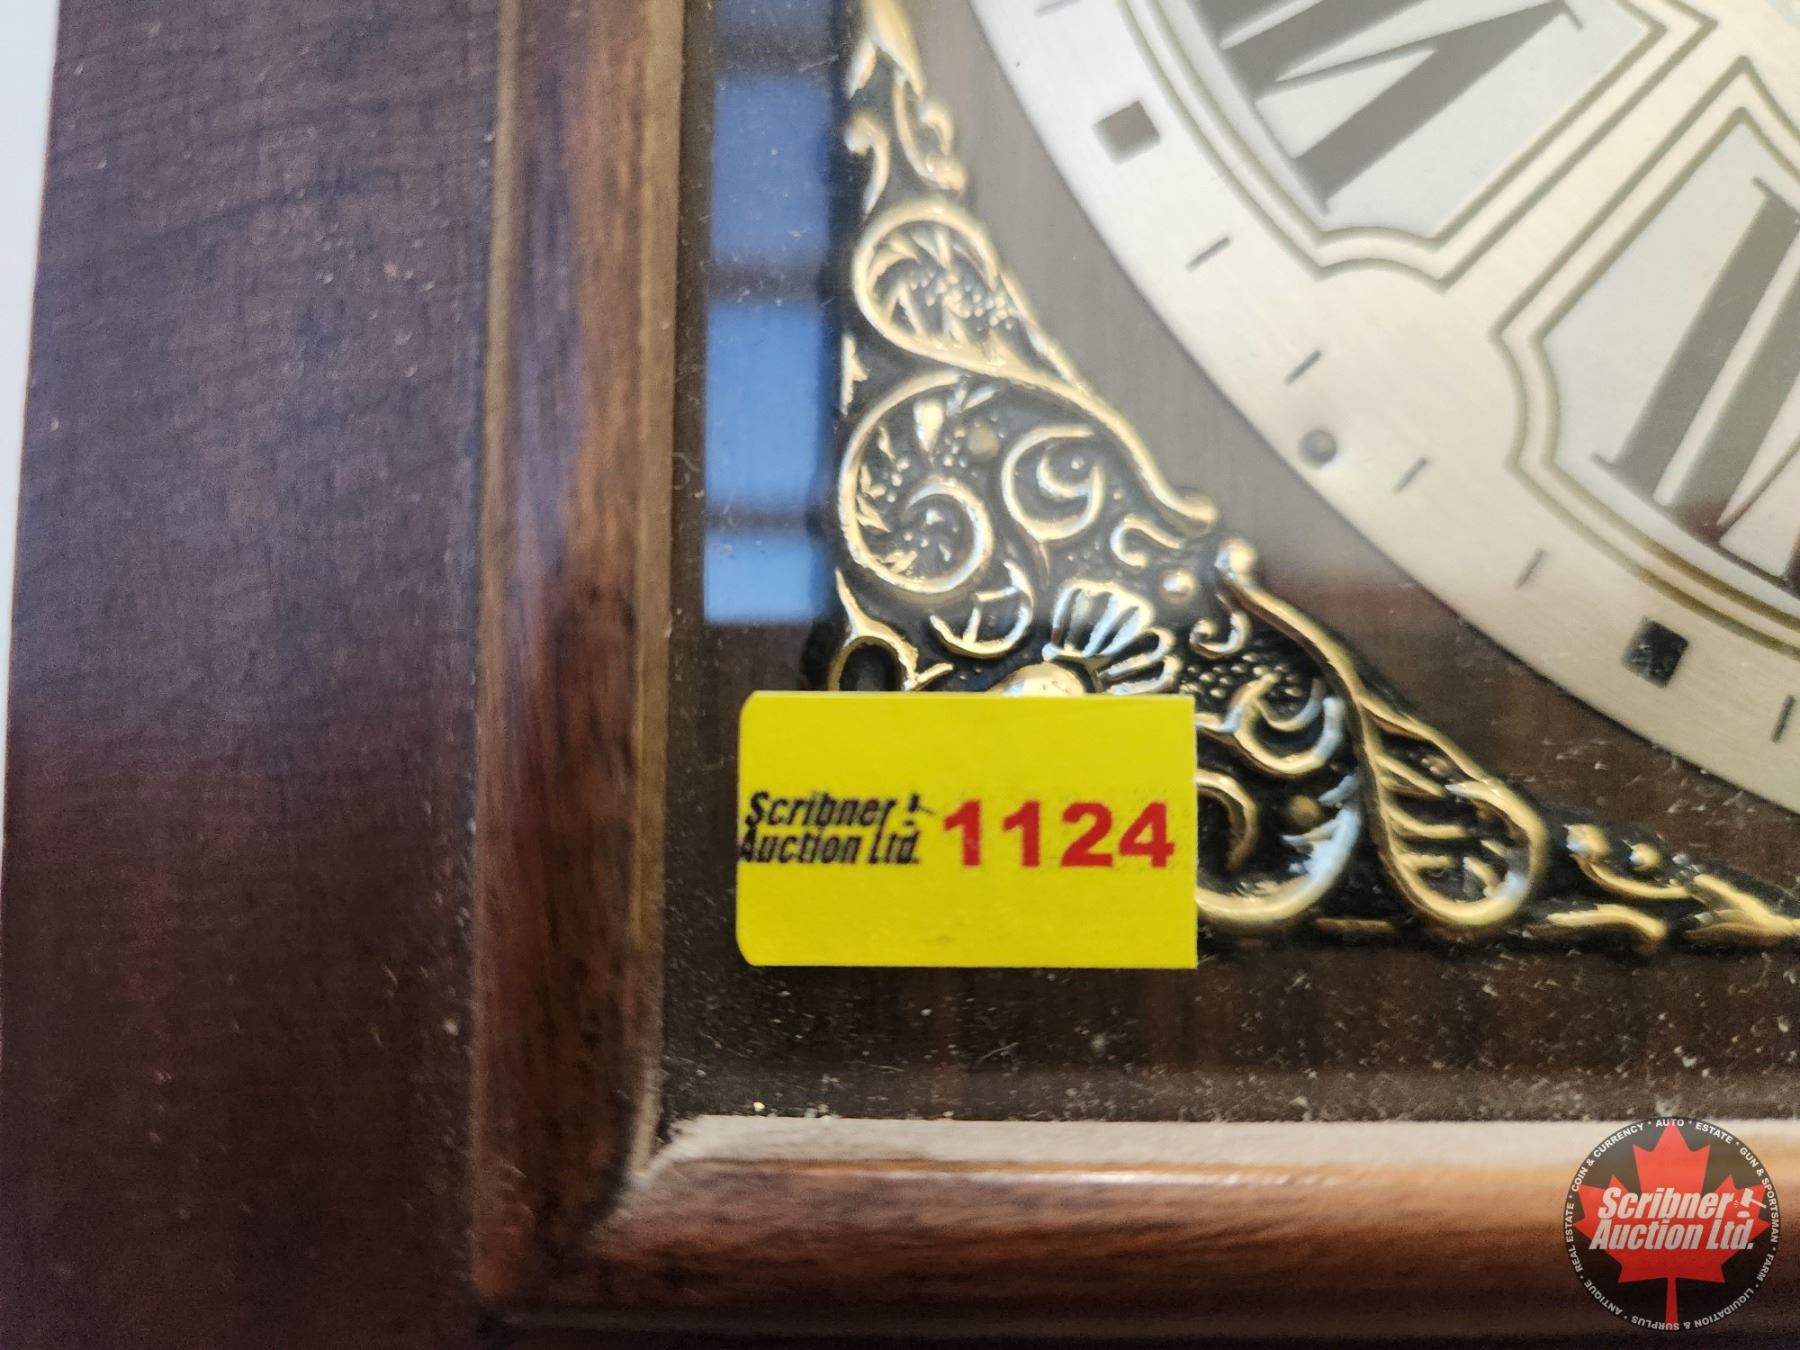 Scribner
Auction Ltd.
1124
COIN & CURRENCY * AUTO * ESTATE * GUN & SPORTSMAN * FARM * LIQUIDATION & SURPLUS * ANTIQUE * REAL ESTATE *
Scribner
Auction Ltd.